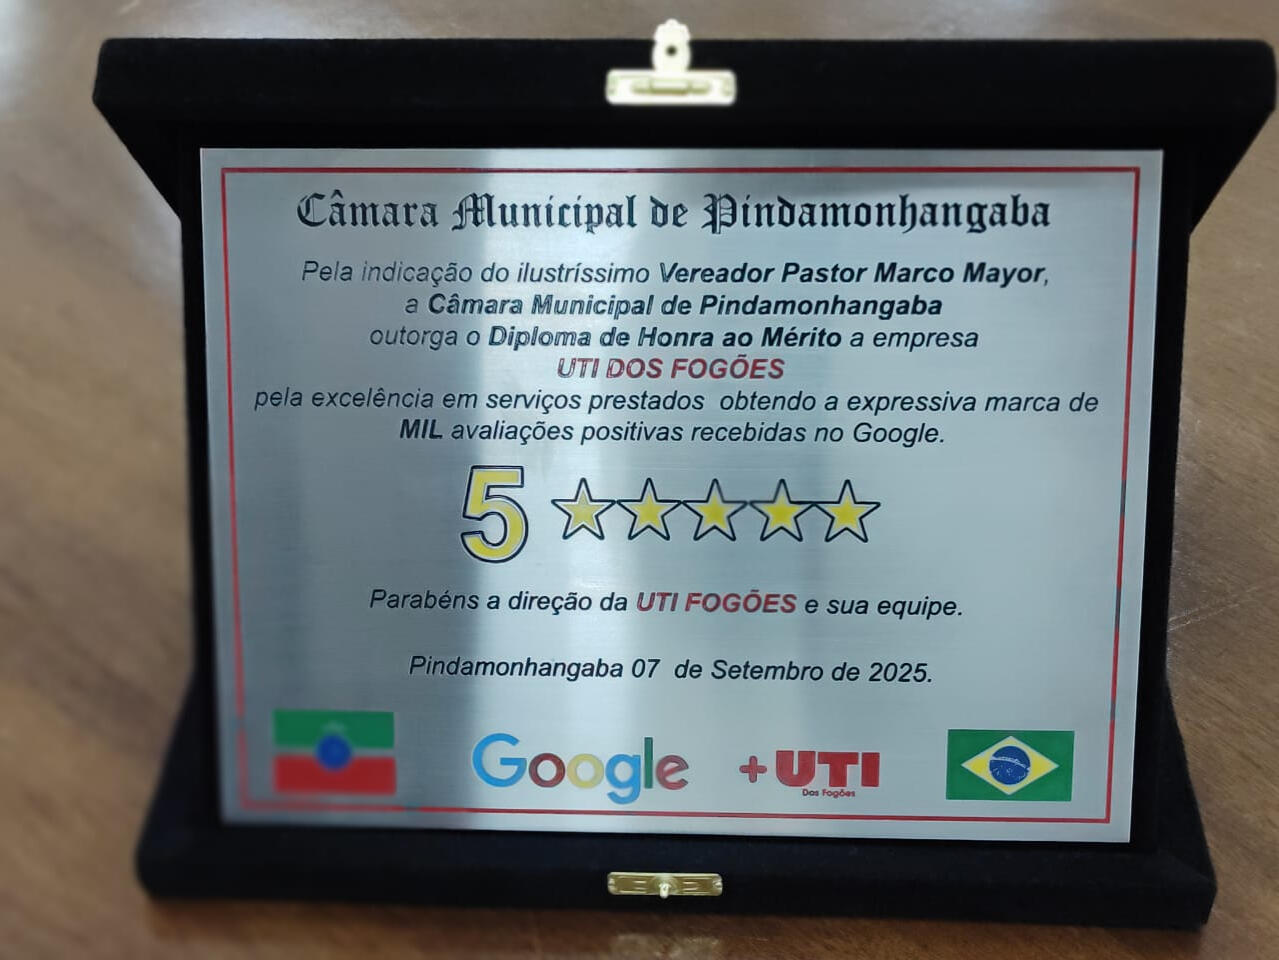 Câmara Municipal de Pindamonhangaba
Pela indicação do ilustríssimo Vereador Pastor Marco Mayor,
a Câmara Municipal de Pindamonhangaba
outorga o Diploma de Honra ao Mérito a empresa
UTI DOS FOGÕES
pela excelência em serviços prestados obtendo a expressiva marca de
MIL avaliações positivas recebidas no Google.
5
Parabéns a direção da UTI FOGÕES e sua equipe.
Pindamonhangaba 07 de Setembro de 2025.
Google
+UTI
Dos Fogões